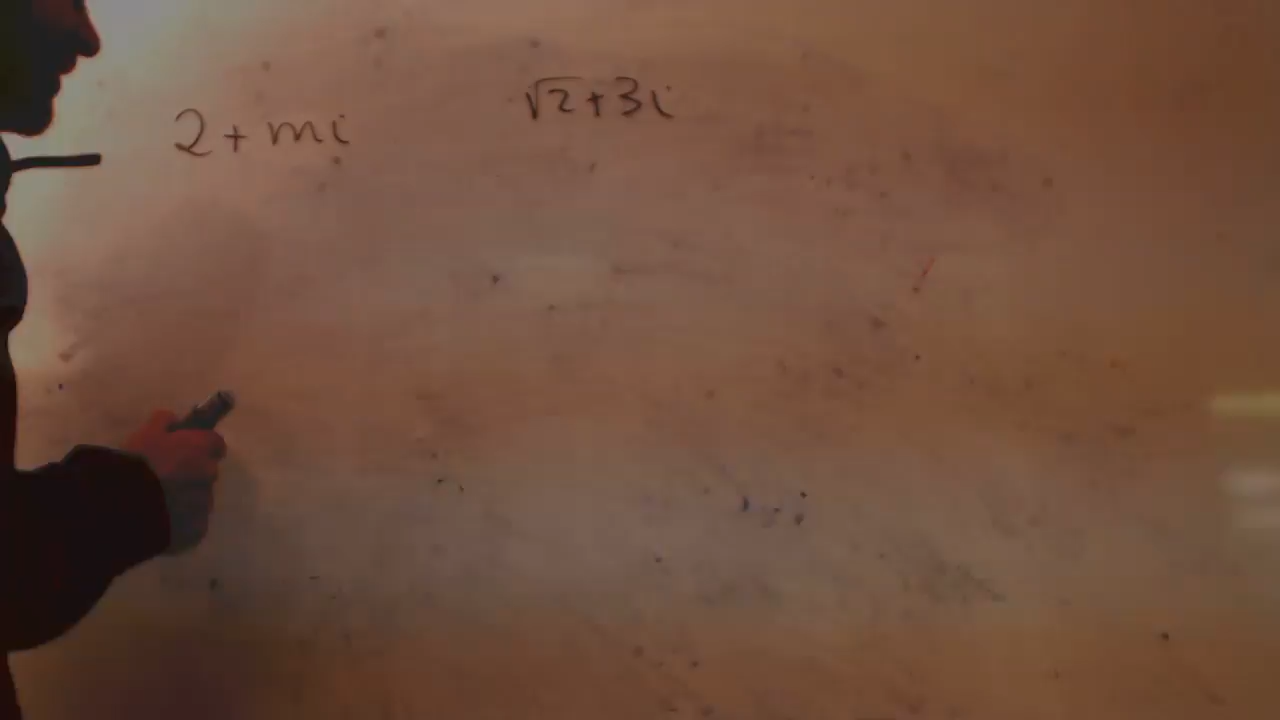 2 + mi
√2 + 3i